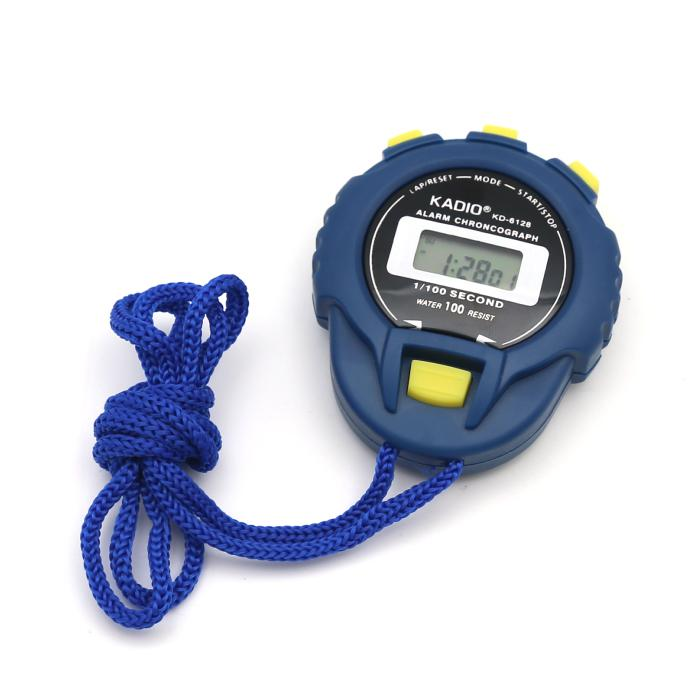 LAP/RESET — MODE — START/STOP
KADIO® KD-6128
ALARM CHRONCOGRAPH
SU
1:28 01
1/100 SECOND
WATER 100 RESIST